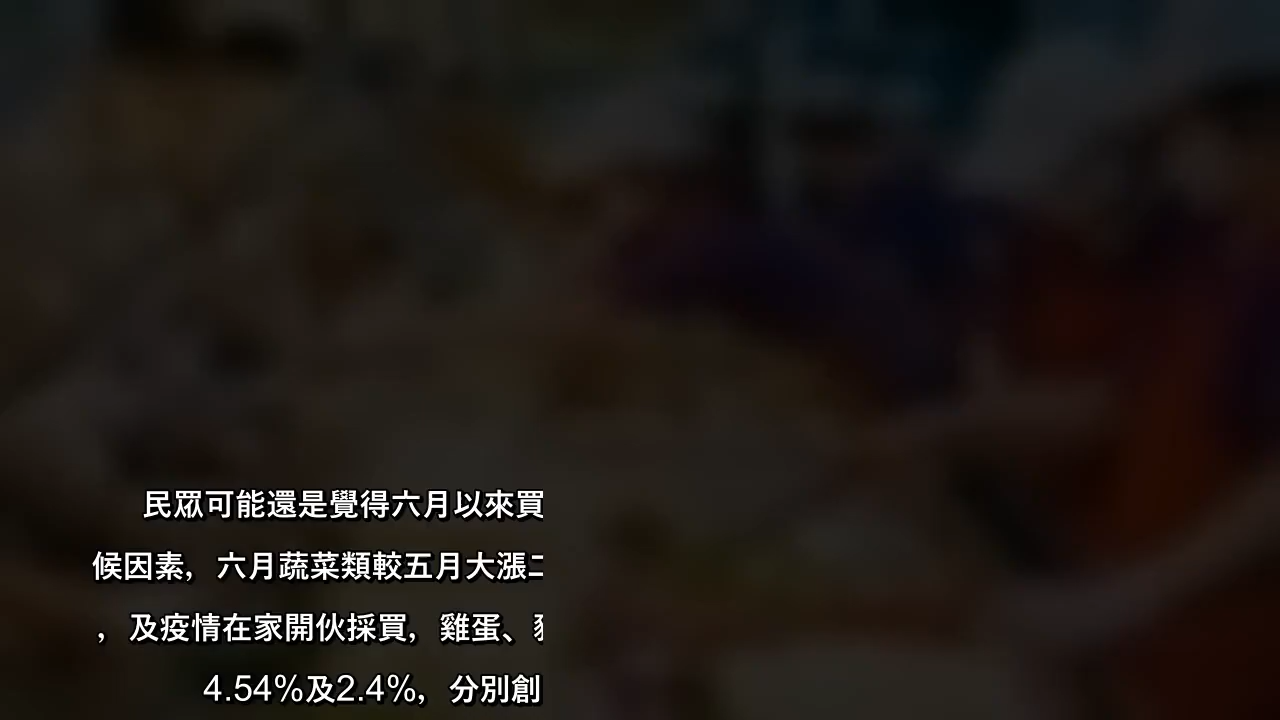 民眾可能還是覺得六月以來買
候因素，六月蔬菜類較五月大漲
，及疫情在家開伙採買，雞蛋、
4.54%及2.4%，分別創